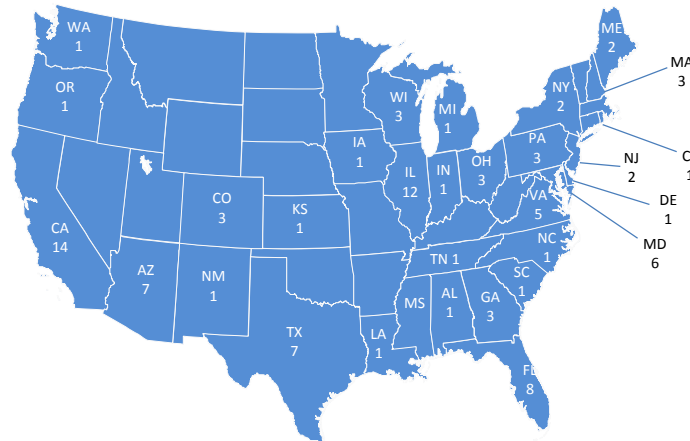 WA
1
OR
1
CA
14
AZ
7
NM
1
CO
3
KS
1
TX
7
IA
1
WI
3
IL
12
MI
1
IN
1
OH
3
TN 1
MS
AL
1
GA
3
LA
1
FL
8
SC
1
NC
1
VA
5
PA
3
NY
2
ME
2
MA
3
C
1
NJ
2
DE
1
MD
6